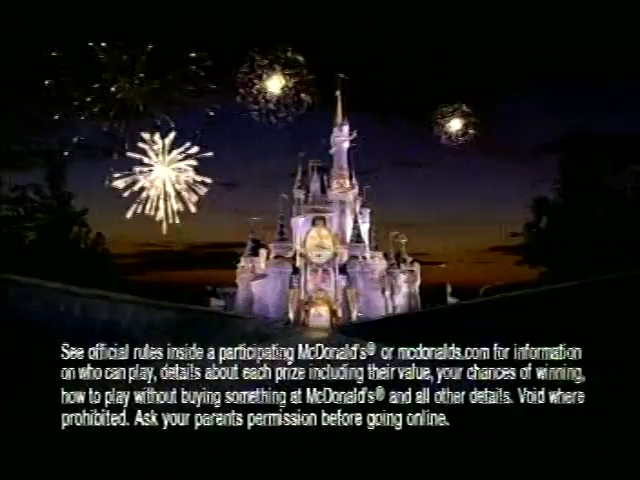 See official rules inside a participating McDonald's® or mcdonalds.com for information
on who can play, details about each prize including their value, your chances of winning,
how to play without buying something at McDonald's® and all other details. Void where
prohibited. Ask your parents permission before going online.